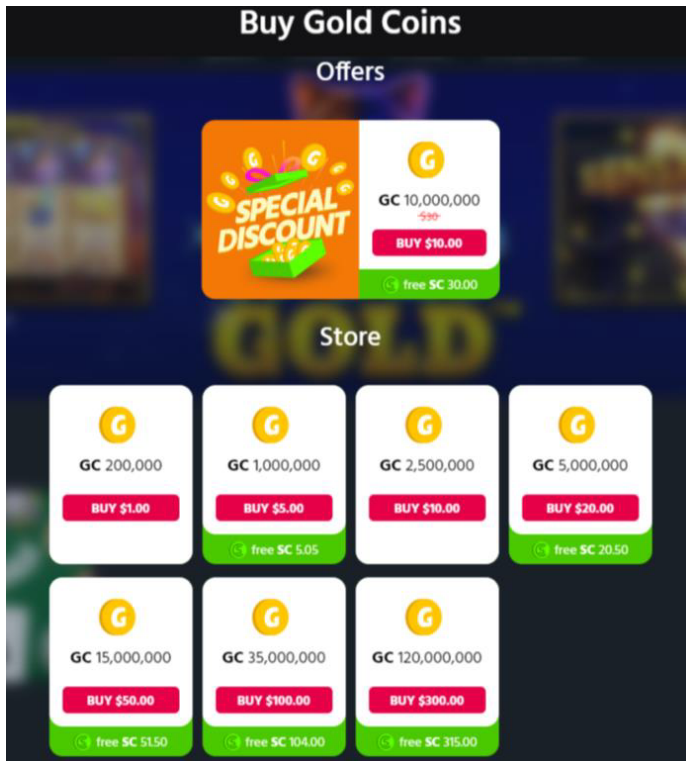 Buy Gold Coins
Offers
SPECIAL
DISCOUNT
G
GC 10,000,000
$30
BUY $10.00
free SC 30.00
GOLD
Store
G
GC 200,000
BUY $1.00
G
GC 1,000,000
BUY $5.00
free SC 5.05
G
GC 2,500,000
BUY $10.00
G
GC 5,000,000
BUY $20.00
free SC 20.50
G
GC 15,000,000
BUY $50.00
free SC 51.50
G
GC 35,000,000
BUY $100.00
free SC 104.00
G
GC 120,000,000
BUY $300.00
free SC 315.00